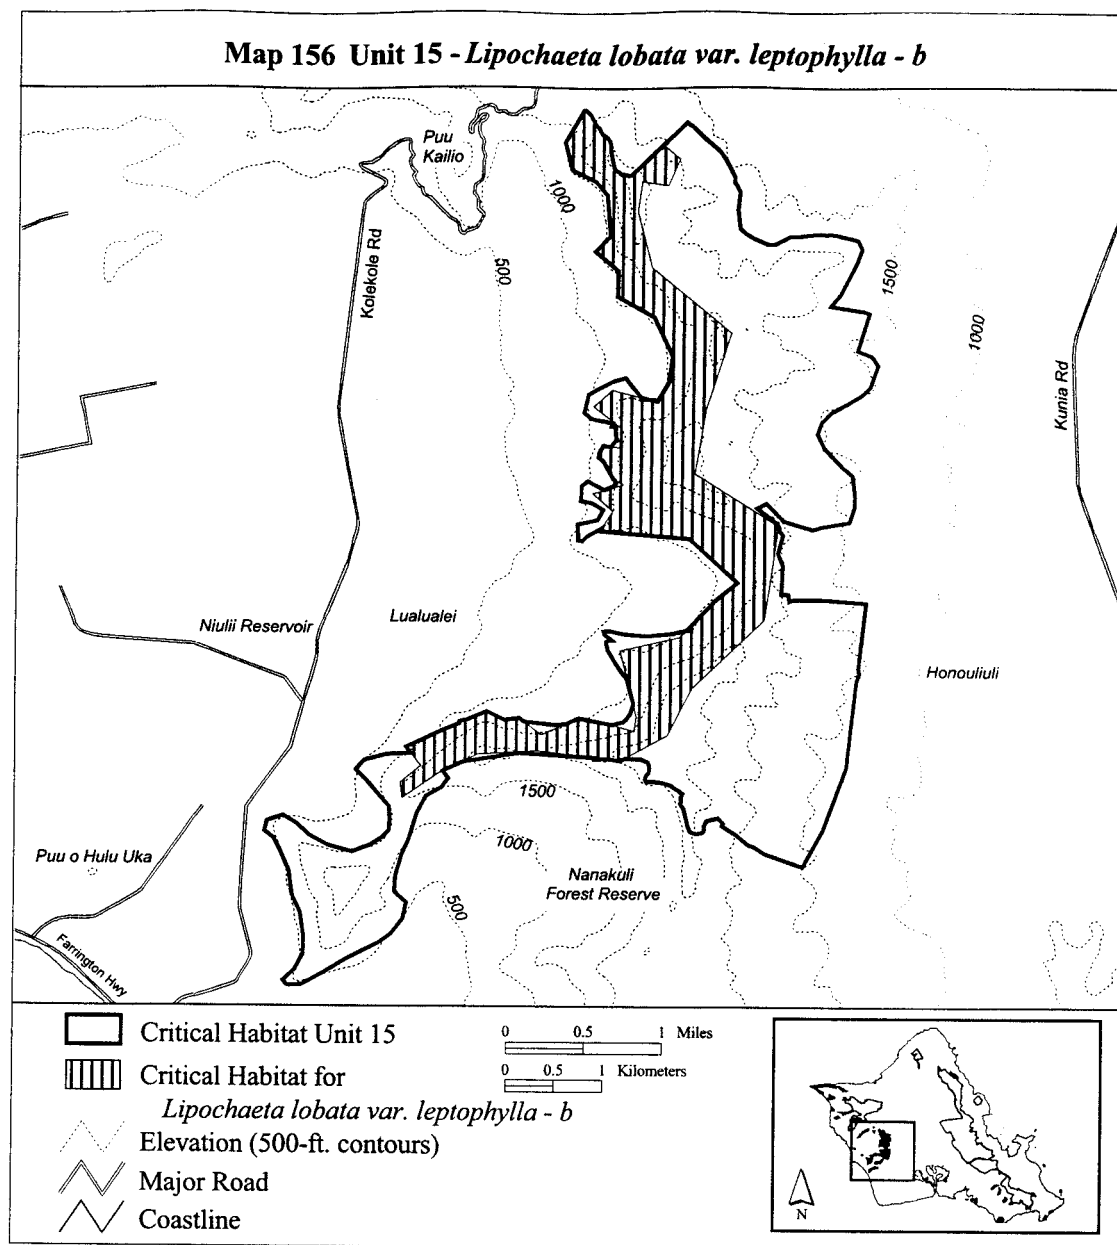 Map 156 Unit 15 - Lipochaeta lobata var. leptophylla - b
Puu
Kailio
1000
500
Kolekole Rd
1500
1000
Kunia Rd
Niulii Reservoir
Lualualei
Honouliuli
1500
1000
500
Puu o Hulu Uka
Nanakuli
Forest Reserve
Farrington Hwy
Critical Habitat Unit 15
0 0.5 1 Miles
Critical Habitat for
0 0.5 1 Kilometers
Lipochaeta lobata var. leptophylla - b
Elevation (500-ft. contours)
Major Road
Coastline
N